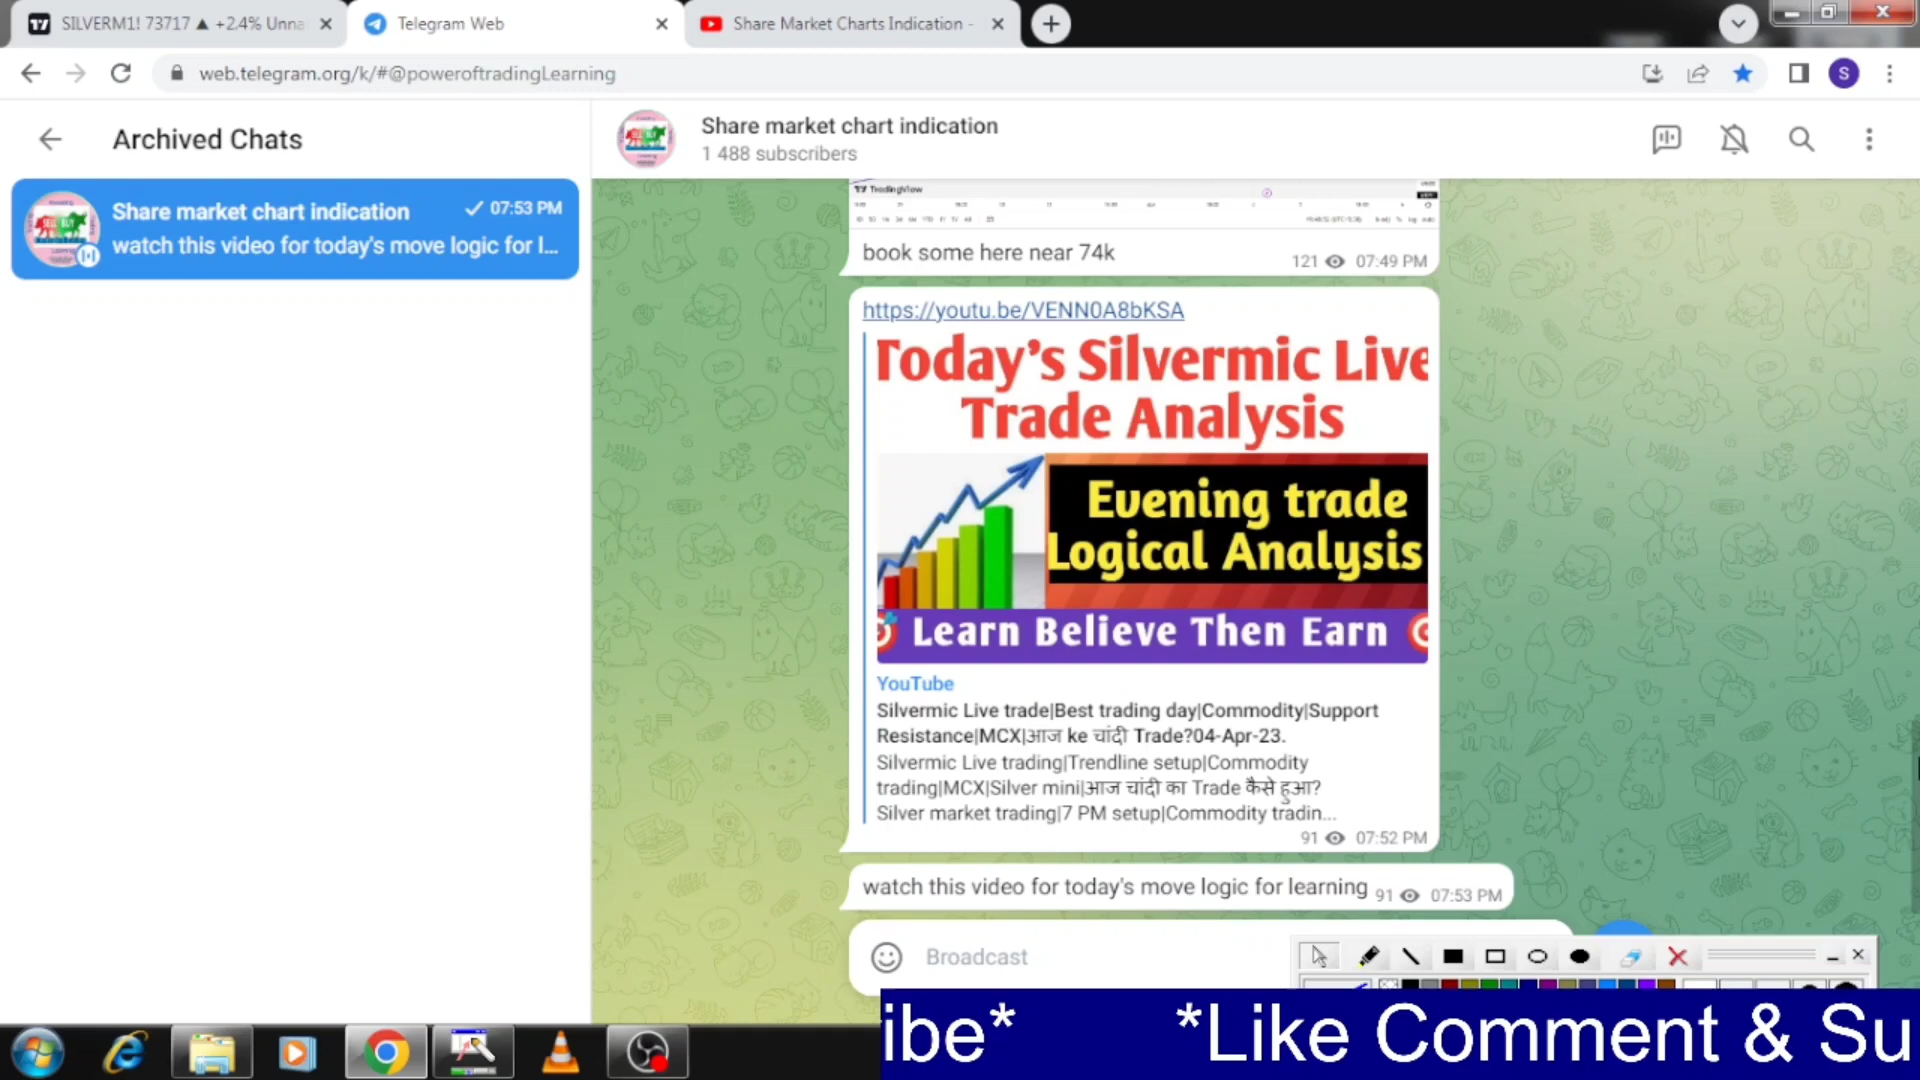 SILVERM1! 73717 ▲ +2.4% Unna
Telegram Web
Share Market Charts Indication -
web.telegram.org/k/#@poweroftradingLearning
S
Archived Chats
Share market chart indication
1 488 subscribers
Share market chart indication
07:53 PM
watch this video for today's move logic for l...
SELL BUY
TradingView
book some here near 74k
121
07:49 PM
https://youtu.be/VENN0A8bKSA
Today's Silvermic Live
Trade Analysis
Evening trade
Logical Analysis
Learn Believe Then Earn
YouTube
Silvermic Live trade|Best trading day|Commodity|Support
Resistance|MCX|आज ke चांदी Trade?04-Apr-23.
Silvermic Live trading|Trendline setup|Commodity
trading|MCX|Silver mini|आज चांदी का Trade कैसे हुआ?
Silver market trading|7 PM setup|Commodity tradin...
91
07:52 PM
watch this video for today's move logic for learning
91
07:53 PM
Broadcast
ibe* *Like Comment & Su